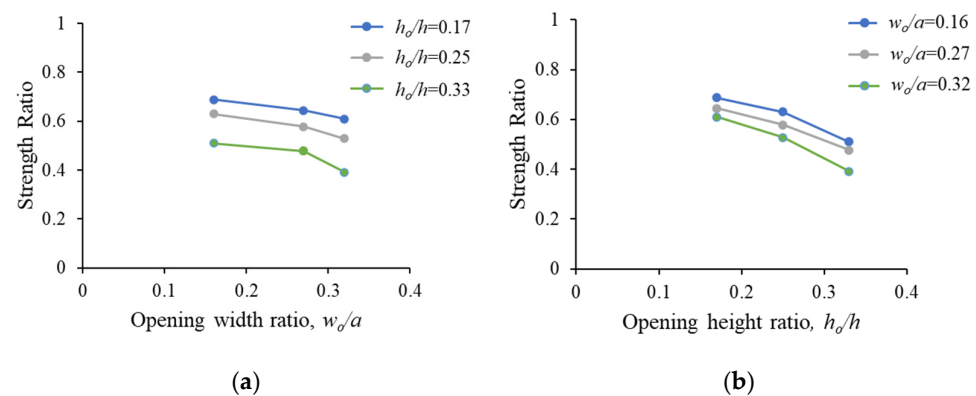 1
0.8
0.6
0.4
0.2
0
Strength Ratio
0
0.1
0.2
0.3
0.4
Opening width ratio, wₒ/a
hₒ/h=0.17
hₒ/h=0.25
hₒ/h=0.33
(a)
1
0.8
0.6
0.4
0.2
0
Strength Ratio
0
0.1
0.2
0.3
0.4
Opening height ratio, hₒ/h
wₒ/a=0.16
wₒ/a=0.27
wₒ/a=0.32
(b)